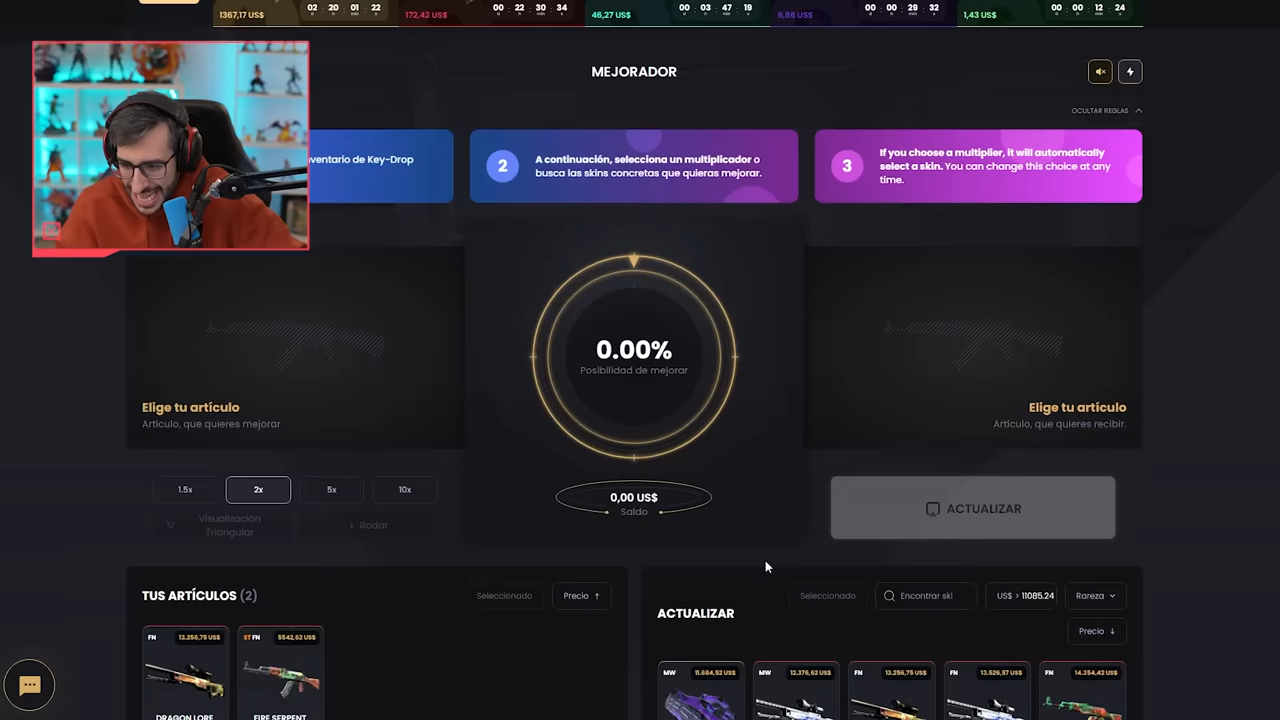 1367,17 US$
02 : 20 : 01 : 22
172,42 US$
00 : 22 : 30 : 34
46,27 US$
00 : 03 : 47 : 19
6,86 US$
00 : 00 : 29 : 32
1,43 US$
00 : 00 : 12 : 24
MEJORADOR
OCULTAR REGLAS
nventario de Key-Drop
2
A continuación, selecciona un multiplicador o
busca las skins concretas que quieras mejorar.
3
If you choose a multiplier, it will automatically
select a skin. You can change this choice at any
time.
0.00%
Posibilidad de mejorar
Elige tu artículo
Artículo, que quieres mejorar
Elige tu artículo
Artículo, que quieres recibir.
1.5x
2x
5x
10x
Visualización
Triangular
Radar
0,00 US$
Saldo
ACTUALIZAR
TUS ARTÍCULOS (2)
Seleccionado
Precio ↑
ACTUALIZAR
Seleccionado
Encontrar ski
US$ > 11085.24
Rareza
Precio ↓
FN
13.256,75 US$
DRAGON LORE
ST FN
5542,62 US$
FIRE SERPENT
MW
11.684,52 US$
MW
12.376,62 US$
FN
13.256,75 US$
FN
13.526,57 US$
FN
14.354,42 US$